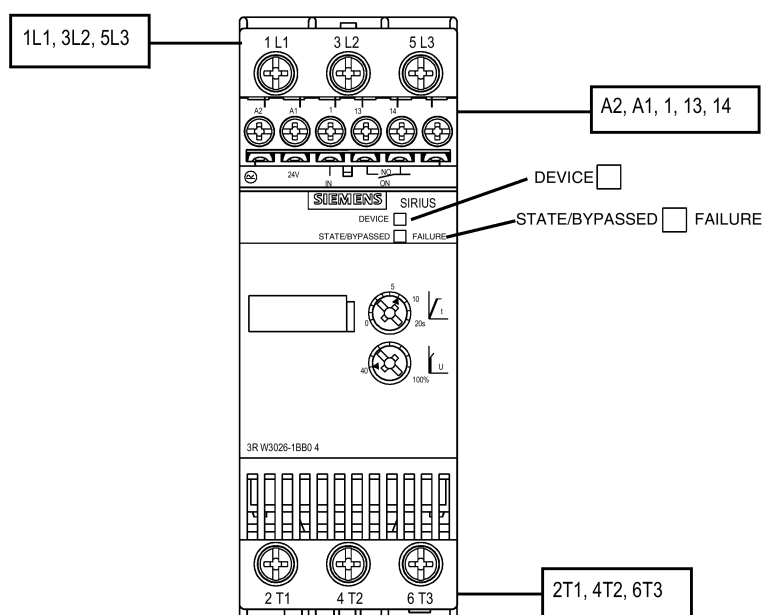 1L1, 3L2, 5L3
1 L1 3 L2 5 L3
A2 A1 1 13 14
A2, A1, 1, 13, 14
24V NO
IN ON
SIEMENS SIRIUS
DEVICE
DEVICE
STATE/BYPASSED FAILURE
STATE/BYPASSED FAILURE
5
10
0 20s t
40 100% U
3R W3026-1BB0 4
2 T1 4 T2 6 T3
2T1, 4T2, 6T3